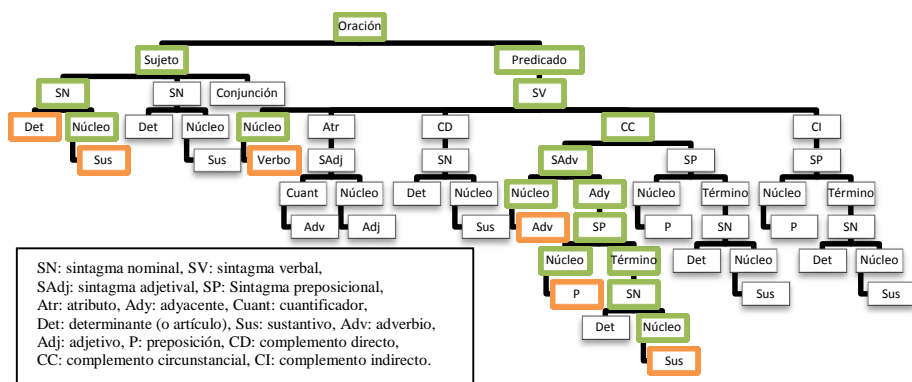 Oración
Sujeto Predicado
SN SN Conjunción SV
Det Núcleo Det Núcleo Núcleo Atr CD CC CI
Sus Sus Verbo SAdj SN SAdv SP SP
Cuant Núcleo Det Núcleo Núcleo Ady Núcleo Término Núcleo Término
Adv Adj Sus Adv SP P SN P SN
Núcleo Término Det Núcleo Det Núcleo
P SN Sus Sus
Det Núcleo
Sus
SN: sintagma nominal, SV: sintagma verbal,
SAdj: sintagma adjetival, SP: Sintagma preposicional,
Atr: atributo, Ady: adyacente, Cuant: cuantificador,
Det: determinante (o artículo), Sus: sustantivo, Adv: adverbio,
Adj: adjetivo, P: preposición, CD: complemento directo,
CC: complemento circunstancial, CI: complemento indirecto.